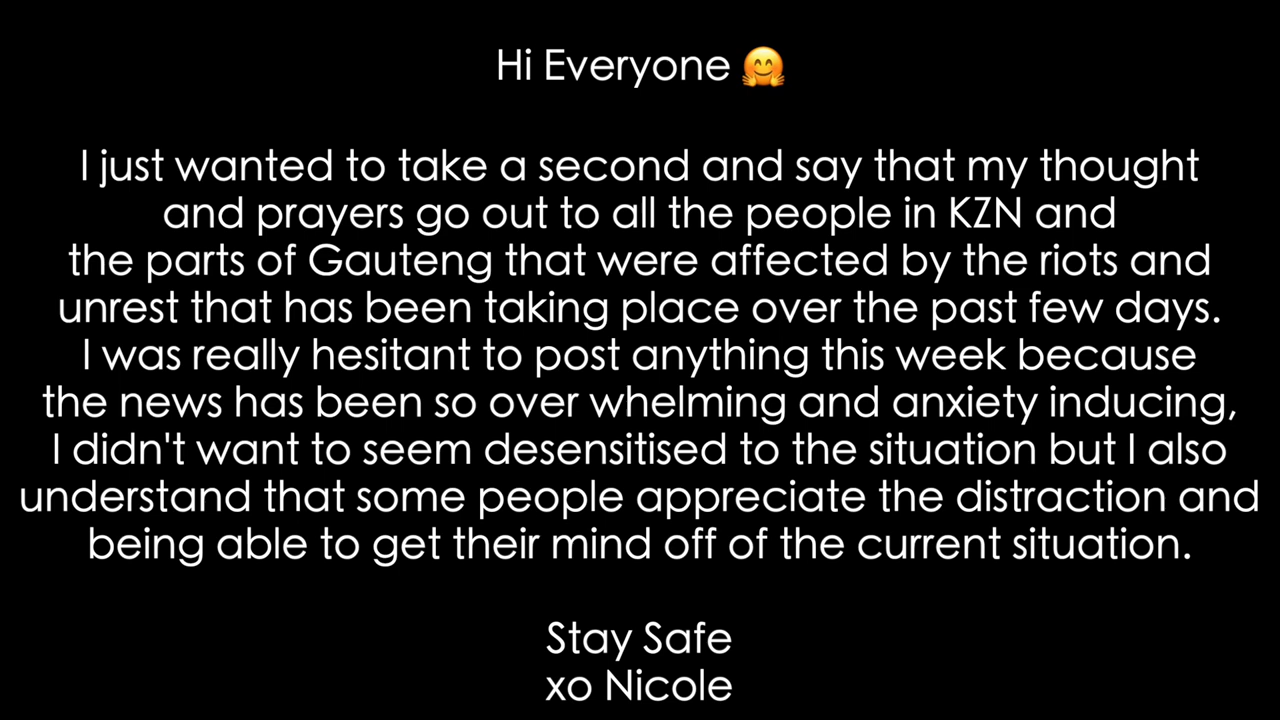 Hi Everyone 🤗
I just wanted to take a second and say that my thought
and prayers go out to all the people in KZN and
the parts of Gauteng that were affected by the riots and
unrest that has been taking place over the past few days.
I was really hesitant to post anything this week because
the news has been so over whelming and anxiety inducing,
I didn't want to seem desensitised to the situation but I also
understand that some people appreciate the distraction and
being able to get their mind off of the current situation.
Stay Safe
xo Nicole